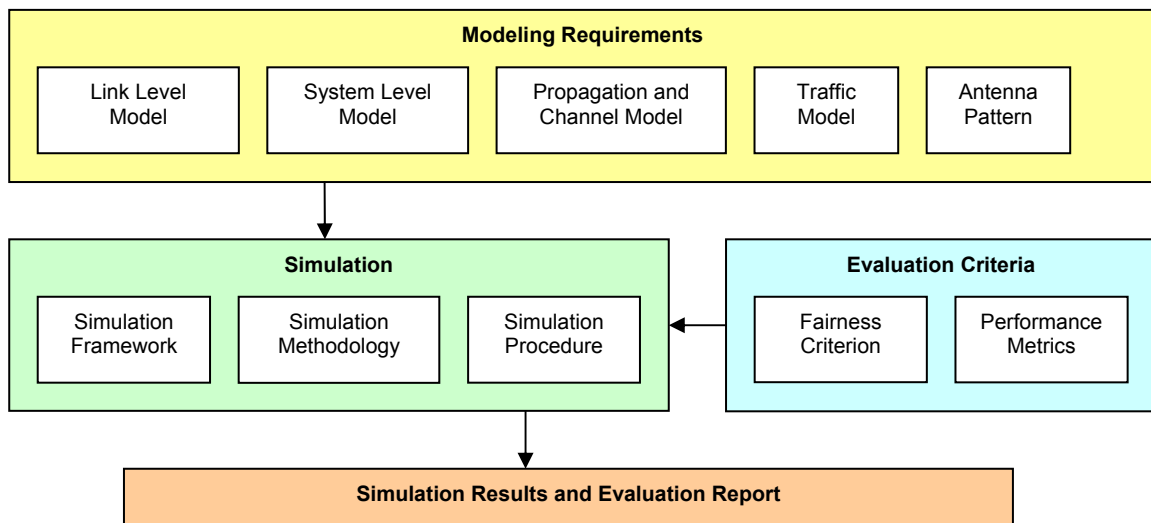 Modeling Requirements
Link Level
Model
System Level
Model
Propagation and
Channel Model
Traffic
Model
Antenna
Pattern
Simulation
Simulation
Framework
Simulation
Methodology
Simulation
Procedure
Evaluation Criteria
Fairness
Criterion
Performance
Metrics
Simulation Results and Evaluation Report